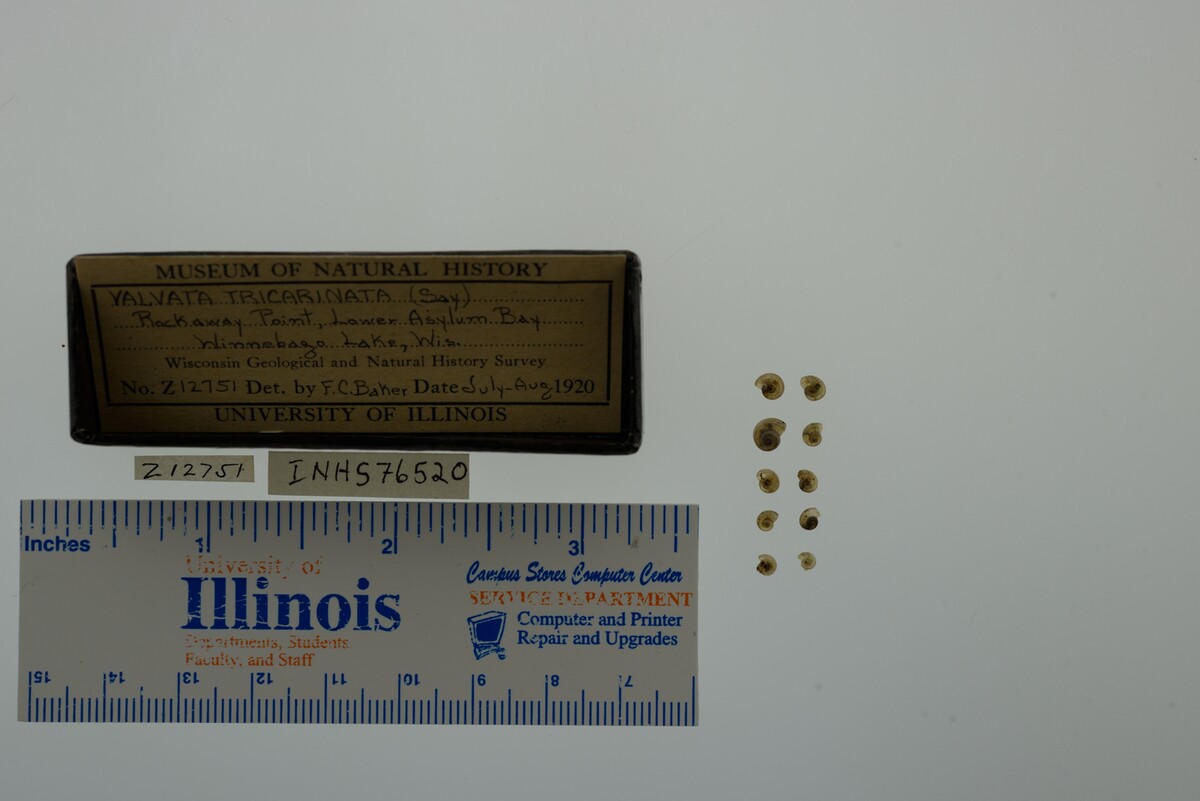 MUSEUM OF NATURAL HISTORY
VALVATA TRICARINATA (Say)
Rockaway Point, Lower Asylum Bay
Winnebago Lake, Wis.
Wisconsin Geological and Natural History Survey
No. Z12751 Det. by F.C. Baker Date July-Aug 1920
UNIVERSITY OF ILLINOIS
Z12751
INHS76520
Inches 1 2 3
University of
Illinois
Departments, Students
Faculty, and Staff
Campus Stores Computer Center
SERVICE DEPARTMENT
Computer and Printer
Repair and Upgrades
15 14 13 12 11 10 9 8 7